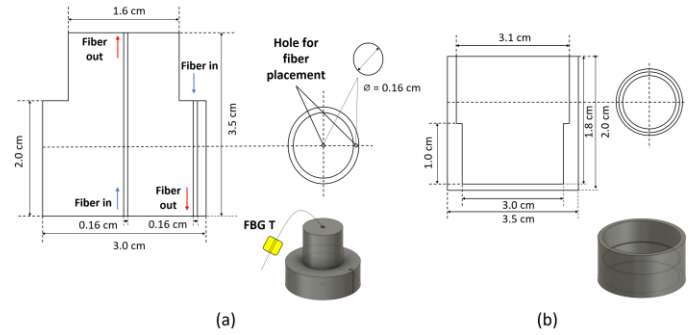 1.6 cm
Fiber
out
Fiber in
2.0 cm
3.5 cm
Fiber in
Fiber
out
0.16 cm
0.16 cm
3.0 cm
Hole for
fiber
placement
ø = 0.16 cm
FBG T
(a)
3.1 cm
1.0 cm
1.8 cm
2.0 cm
3.0 cm
3.5 cm
(b)